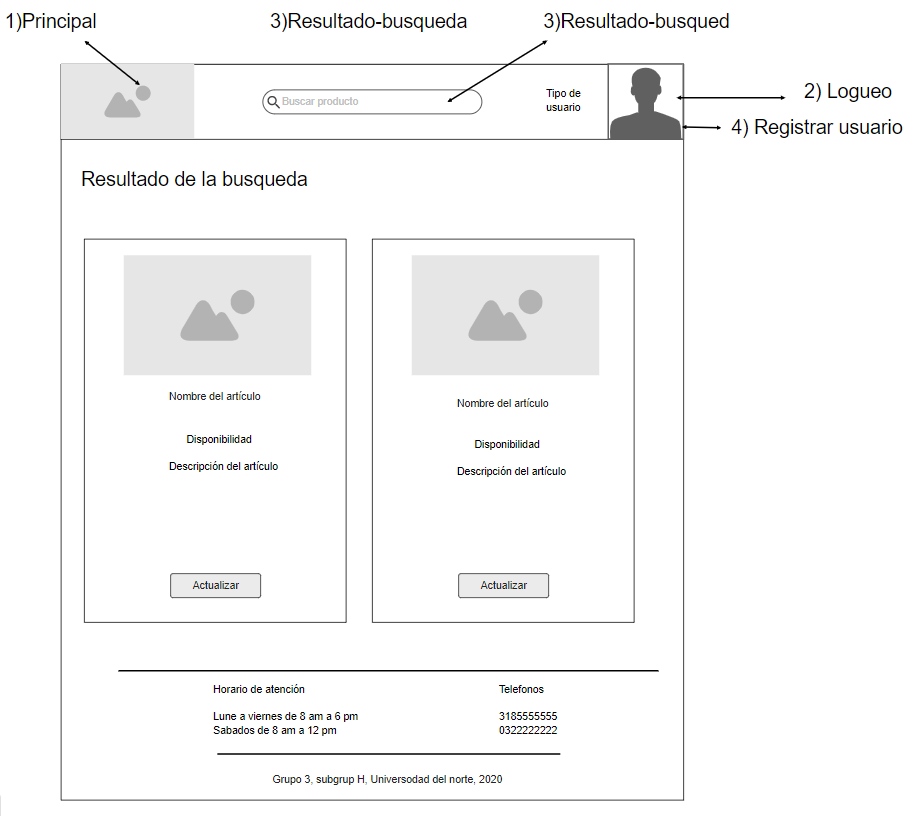 1)Principal
3)Resultado-busqueda
3)Resultado-busqued
Buscar producto
Tipo de
usuario
2) Logueo
4) Registrar usuario
Resultado de la busqueda
Nombre del artículo
Disponibilidad
Descripción del artículo
Actualizar
Nombre del artículo
Disponibilidad
Descripción del artículo
Actualizar
Horario de atención
Lune a viernes de 8 am a 6 pm
Sabados de 8 am a 12 pm
Telefonos
3185555555
0322222222
Grupo 3, subgrup H, Universodad del norte, 2020